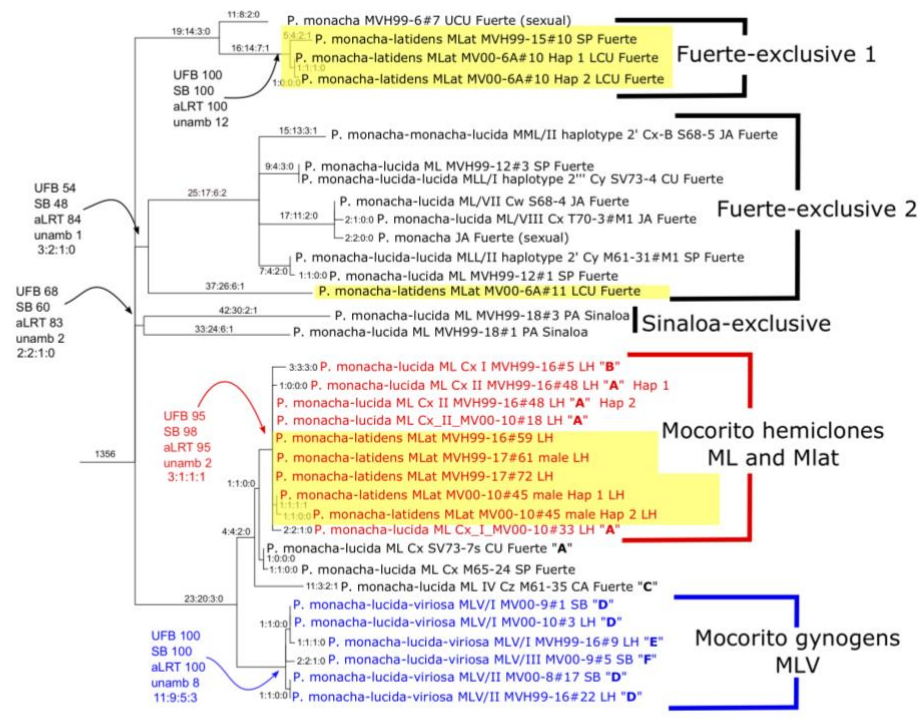 11:8:2:0
P. monacha MVH99-6#7 UCU Fuerte (sexual)
19:14:3:0
5:4:2:1
P. monacha-latidens MLat MVH99-15#10 SP Fuerte
16:14:7:1
P. monacha-latidens MLat MV00-6A#10 Hap 1 LCU Fuerte
1:1:1:0
P. monacha-latidens MLat MV00-6A#10 Hap 2 LCU Fuerte
1:0:0:0
Fuerte-exclusive 1
UFB 100
SB 100
aLRT 100
unamb 12
15:13:3:1
P. monacha-monacha-lucida MML/II haplotype 2' Cx-B S68-5 JA Fuerte
9:4:3:0
P. monacha-lucida ML MVH99-12#3 SP Fuerte
P. monacha-lucida-lucida MLL/I haplotype 2''' Cy SV73-4 CU Fuerte
25:17:6:2
P. monacha-lucida ML/VII Cw S68-4 JA Fuerte
17:11:2:0
2:1:0:0
P. monacha-lucida ML/VIII Cx T70-3#M1 JA Fuerte
2:2:0:0
P. monacha JA Fuerte (sexual)
P. monacha-lucida-lucida MLL/II haplotype 2' Cy M61-31#M1 SP Fuerte
7:4:2:0
1:1:0:0
P. monacha-lucida ML MVH99-12#1 SP Fuerte
37:26:6:1
P. monacha-latidens MLat MV00-6A#11 LCU Fuerte
Fuerte-exclusive 2
UFB 54
SB 48
aLRT 84
unamb 1
3:2:1:0
UFB 68
SB 60
aLRT 83
unamb 2
2:2:1:0
42:30:2:1
P. monacha-lucida ML MVH99-18#3 PA Sinaloa
33:24:6:1
P. monacha-lucida ML MVH99-18#1 PA Sinaloa
Sinaloa-exclusive
3:3:3:0
P. monacha-lucida ML Cx I MVH99-16#5 LH "B"
1:0:0:0
P. monacha-lucida ML Cx II MVH99-16#48 LH "A" Hap 1
P. monacha-lucida ML Cx II MVH99-16#48 LH "A" Hap 2
P. monacha-lucida ML Cx_II_MV00-10#18 LH "A"
P. monacha-latidens MLat MVH99-16#59 LH
P. monacha-latidens MLat MVH99-17#61 male LH
P. monacha-latidens MLat MVH99-17#72 LH
P. monacha-latidens MLat MV00-10#45 male Hap 1 LH
1:1:1:1
1:1:0:0
P. monacha-latidens MLat MV00-10#45 male Hap 2 LH
2:2:1:0
P. monacha-lucida ML Cx_I_MV00-10#33 LH "A"
Mocorito hemiclones
ML and Mlat
UFB 95
SB 98
aLRT 95
unamb 2
3:1:1:1
1356
1:1:0:0
4:4:2:0
P. monacha-lucida ML Cx SV73-7s CU Fuerte "A"
1:0:0:0
1:1:0:0
P. monacha-lucida ML Cx M65-24 SP Fuerte
11:3:2:1
P. monacha-lucida ML IV Cz M61-35 CA Fuerte "C"
23:20:3:0
P. monacha-lucida-viriosa MLV/I MV00-9#1 SB "D"
1:1:0:0
P. monacha-lucida-viriosa MLV/I MV00-10#3 LH "D"
1:1:1:0
P. monacha-lucida-viriosa MLV/I MVH99-16#9 LH "E"
2:2:1:0
P. monacha-lucida-viriosa MLV/III MV00-9#5 SB "F"
P. monacha-lucida-viriosa MLV/II MV00-8#17 SB "D"
1:1:0:0
P. monacha-lucida-viriosa MLV/II MVH99-16#22 LH "D"
Mocorito gynogens
MLV
UFB 100
SB 100
aLRT 100
unamb 8
11:9:5:3